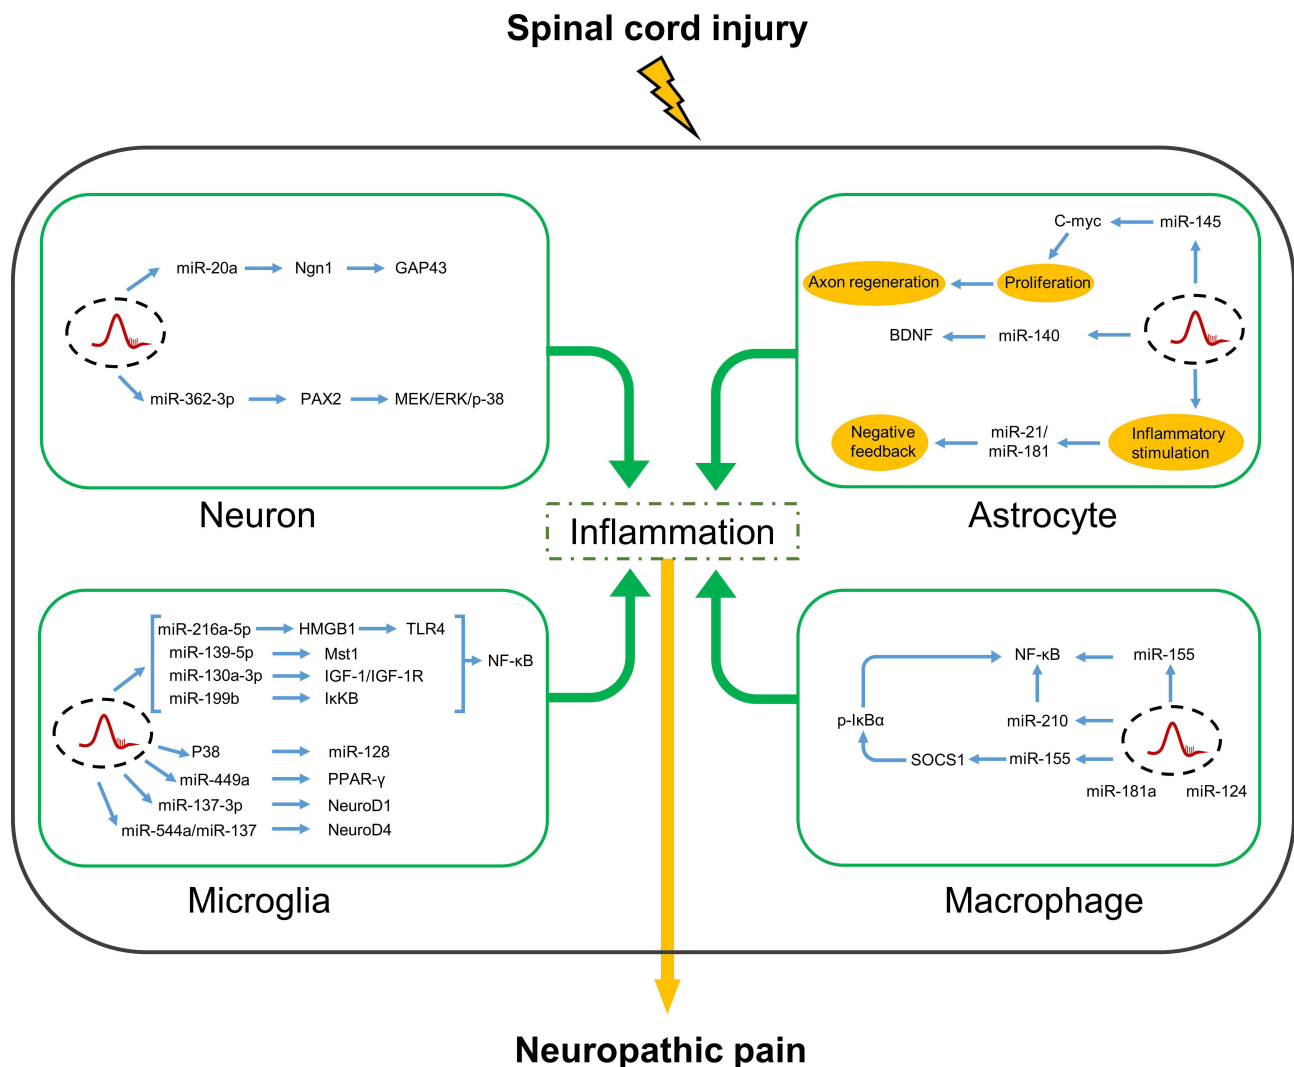 Spinal cord injury
miR-20a Ngn1 GAP43
miR-362-3p PAX2 MEK/ERK/p-38
Neuron
C-myc miR-145
Axon regeneration Proliferation
BDNF miR-140
Negative
feedback
miR-21/
miR-181
Inflammatory
stimulation
Astrocyte
Inflammation
miR-216a-5p HMGB1 TLR4
miR-139-5p Mst1
miR-130a-3p IGF-1/IGF-1R
miR-199b IκKB
NF-κB
P38 miR-128
miR-449a PPAR-γ
miR-137-3p NeuroD1
miR-544a/miR-137 NeuroD4
Microglia
NF-κB miR-155
p-IκBα miR-210
SOCS1 miR-155
miR-181a miR-124
Macrophage
Neuropathic pain